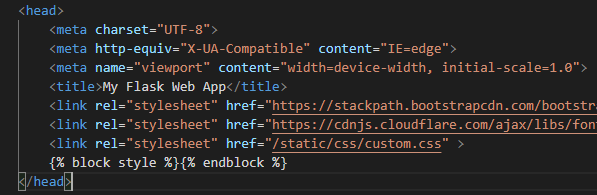 <head>
<meta charset="UTF-8">
<meta http-equiv="X-UA-Compatible" content="IE=edge">
<meta name="viewport" content="width=device-width, initial-scale=1.0">
<title>My Flask Web App</title>
<link rel="stylesheet" href="https://stackpath.bootstrapcdn.com/bootstra
<link rel="stylesheet" href="https://cdnjs.cloudflare.com/ajax/libs/font
<link rel="stylesheet" href="/static/css/custom.css" >
{% block style %}{% endblock %}
</head>